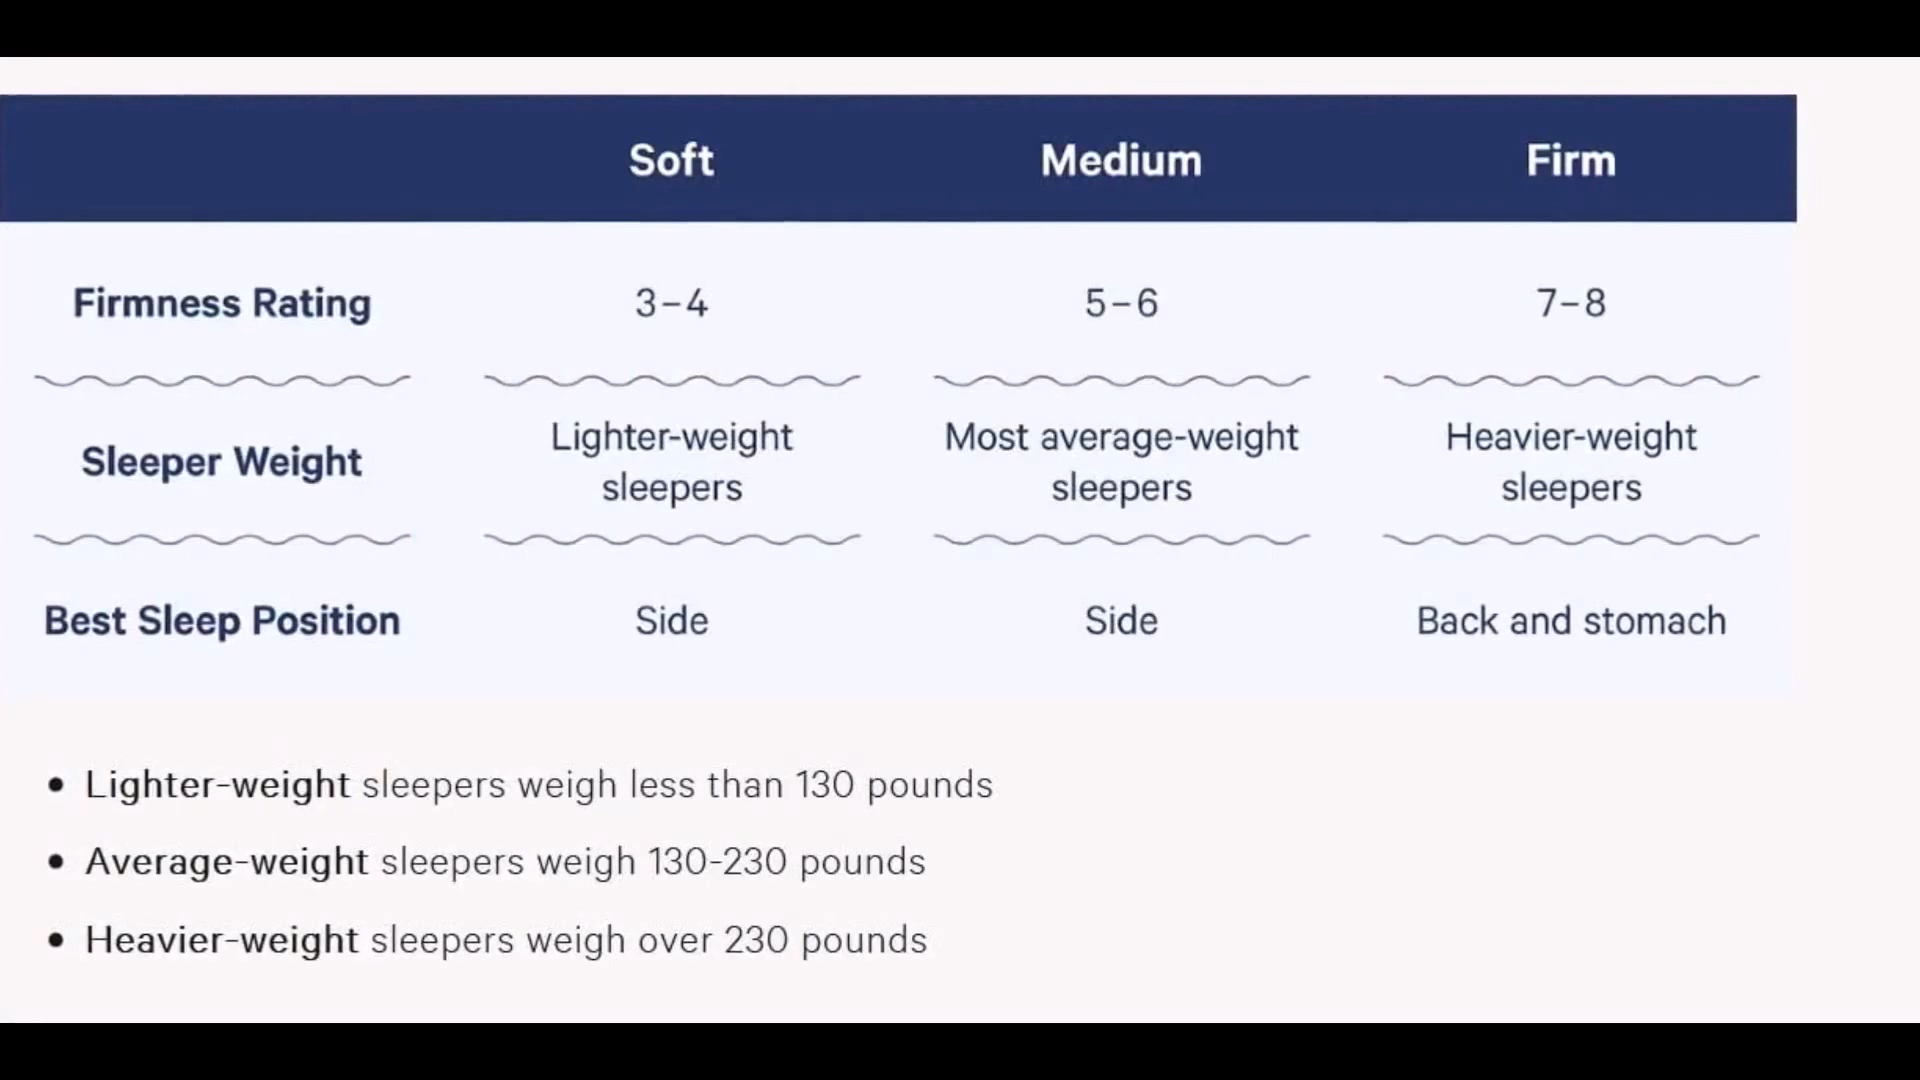 Soft Medium Firm
Firmness Rating 3–4 5–6 7–8
Sleeper Weight Lighter-weight sleepers Most average-weight sleepers Heavier-weight sleepers
Best Sleep Position Side Side Back and stomach
• Lighter-weight sleepers weigh less than 130 pounds
• Average-weight sleepers weigh 130-230 pounds
• Heavier-weight sleepers weigh over 230 pounds